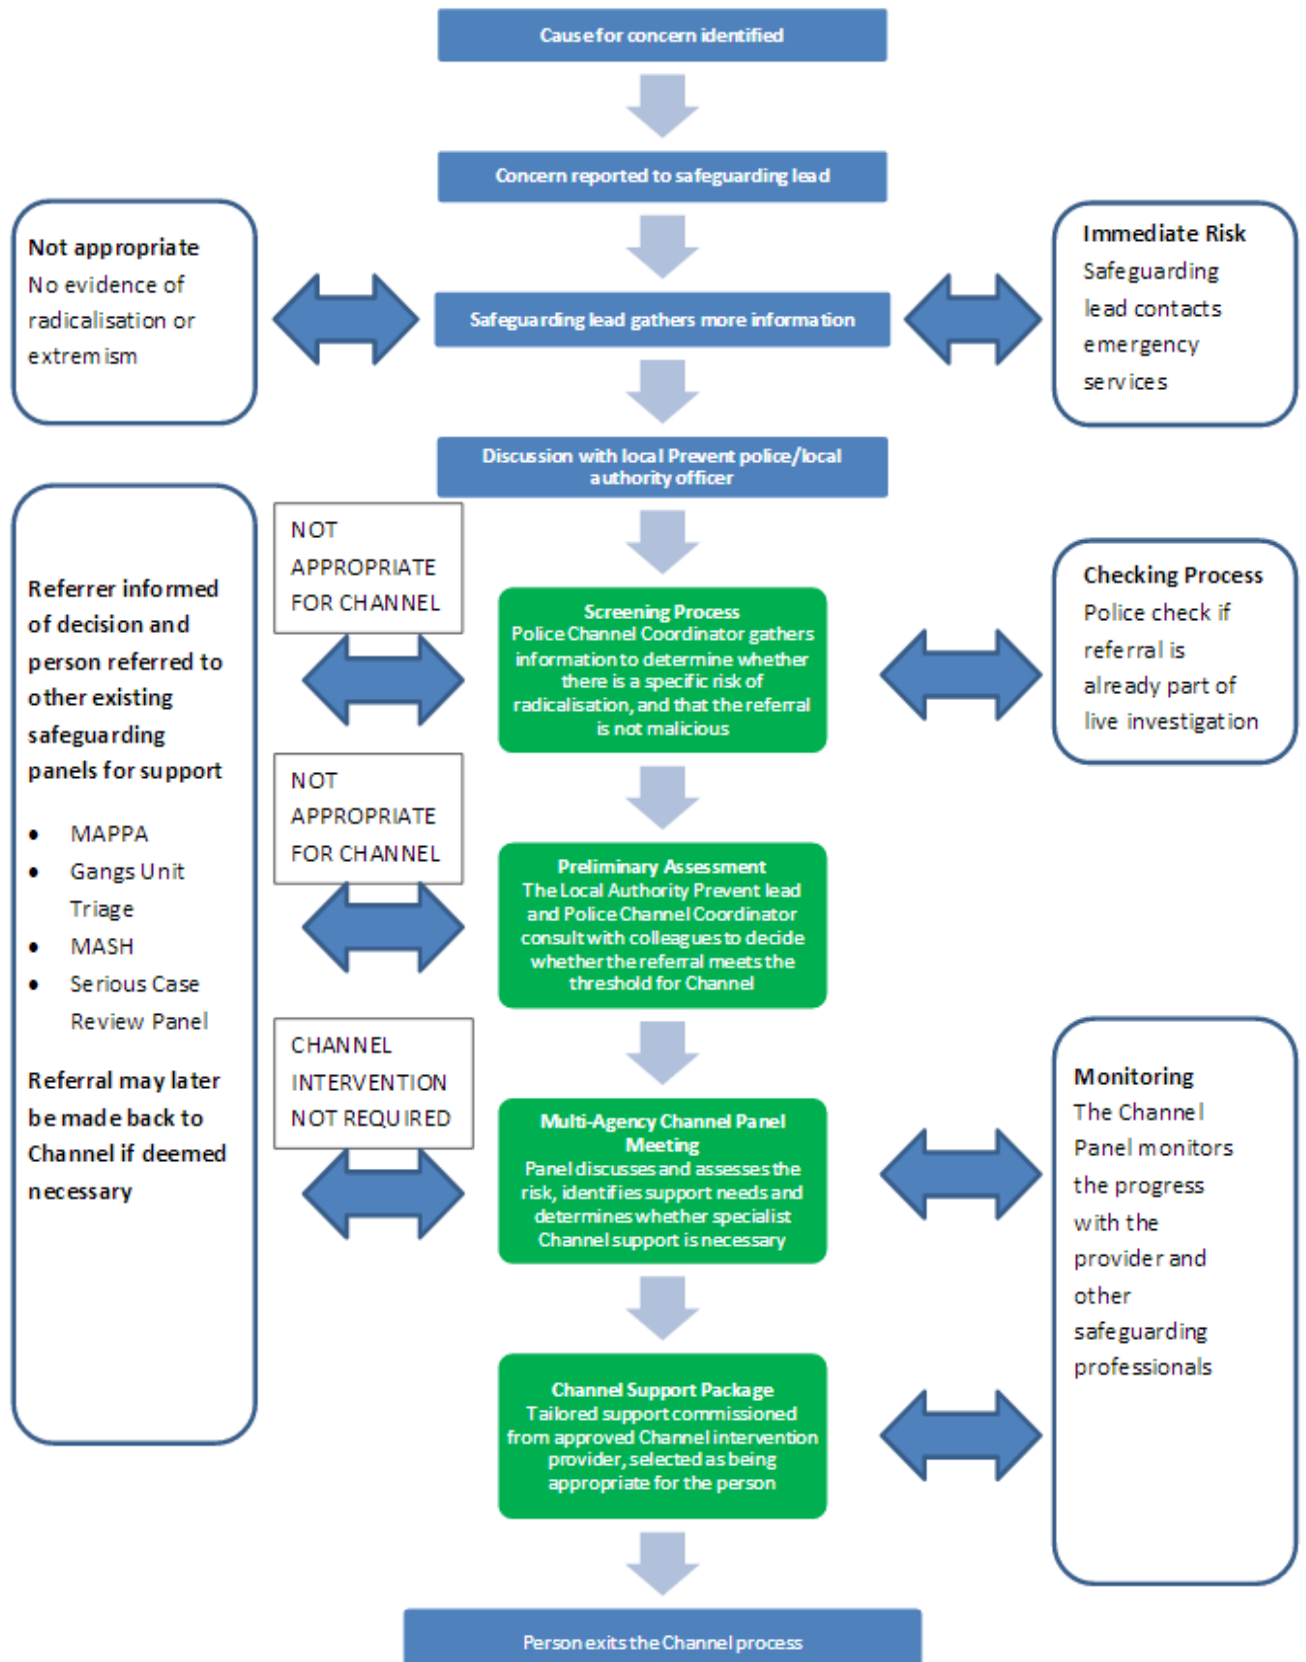 Cause for concern identified
Concern reported to safeguarding lead
Not appropriate
No evidence of
radicalisation or
extremism
Safeguarding lead gathers more information
Immediate Risk
Safeguarding
lead contacts
emergency
services
Discussion with local Prevent police/local
authority officer
Referrer informed
of decision and
person referred to
other existing
safeguarding
panels for support
• MAPPA
• Gangs Unit
Triage
• MASH
• Serious Case
Review Panel
Referral may later
be made back to
Channel if deemed
necessary
NOT
APPROPRIATE
FOR CHANNEL
Screening Process
Police Channel Coordinator gathers
information to determine whether
there is a specific risk of
radicalisation, and that the referral
is not malicious
Checking Process
Police check if
referral is
already part of
live investigation
NOT
APPROPRIATE
FOR CHANNEL
Preliminary Assessment
The Local Authority Prevent lead
and Police Channel Coordinator
consult with colleagues to decide
whether the referral meets the
threshold for Channel
CHANNEL
INTERVENTION
NOT REQUIRED
Multi-Agency Channel Panel
Meeting
Panel discusses and assesses the
risk, identifies support needs and
determines whether specialist
Channel support is necessary
Monitoring
The Channel
Panel monitors
the progress
with the
provider and
other
safeguarding
professionals
Channel Support Package
Tailored support commissioned
from approved Channel intervention
provider, selected as being
appropriate for the person
Person exits the Channel process